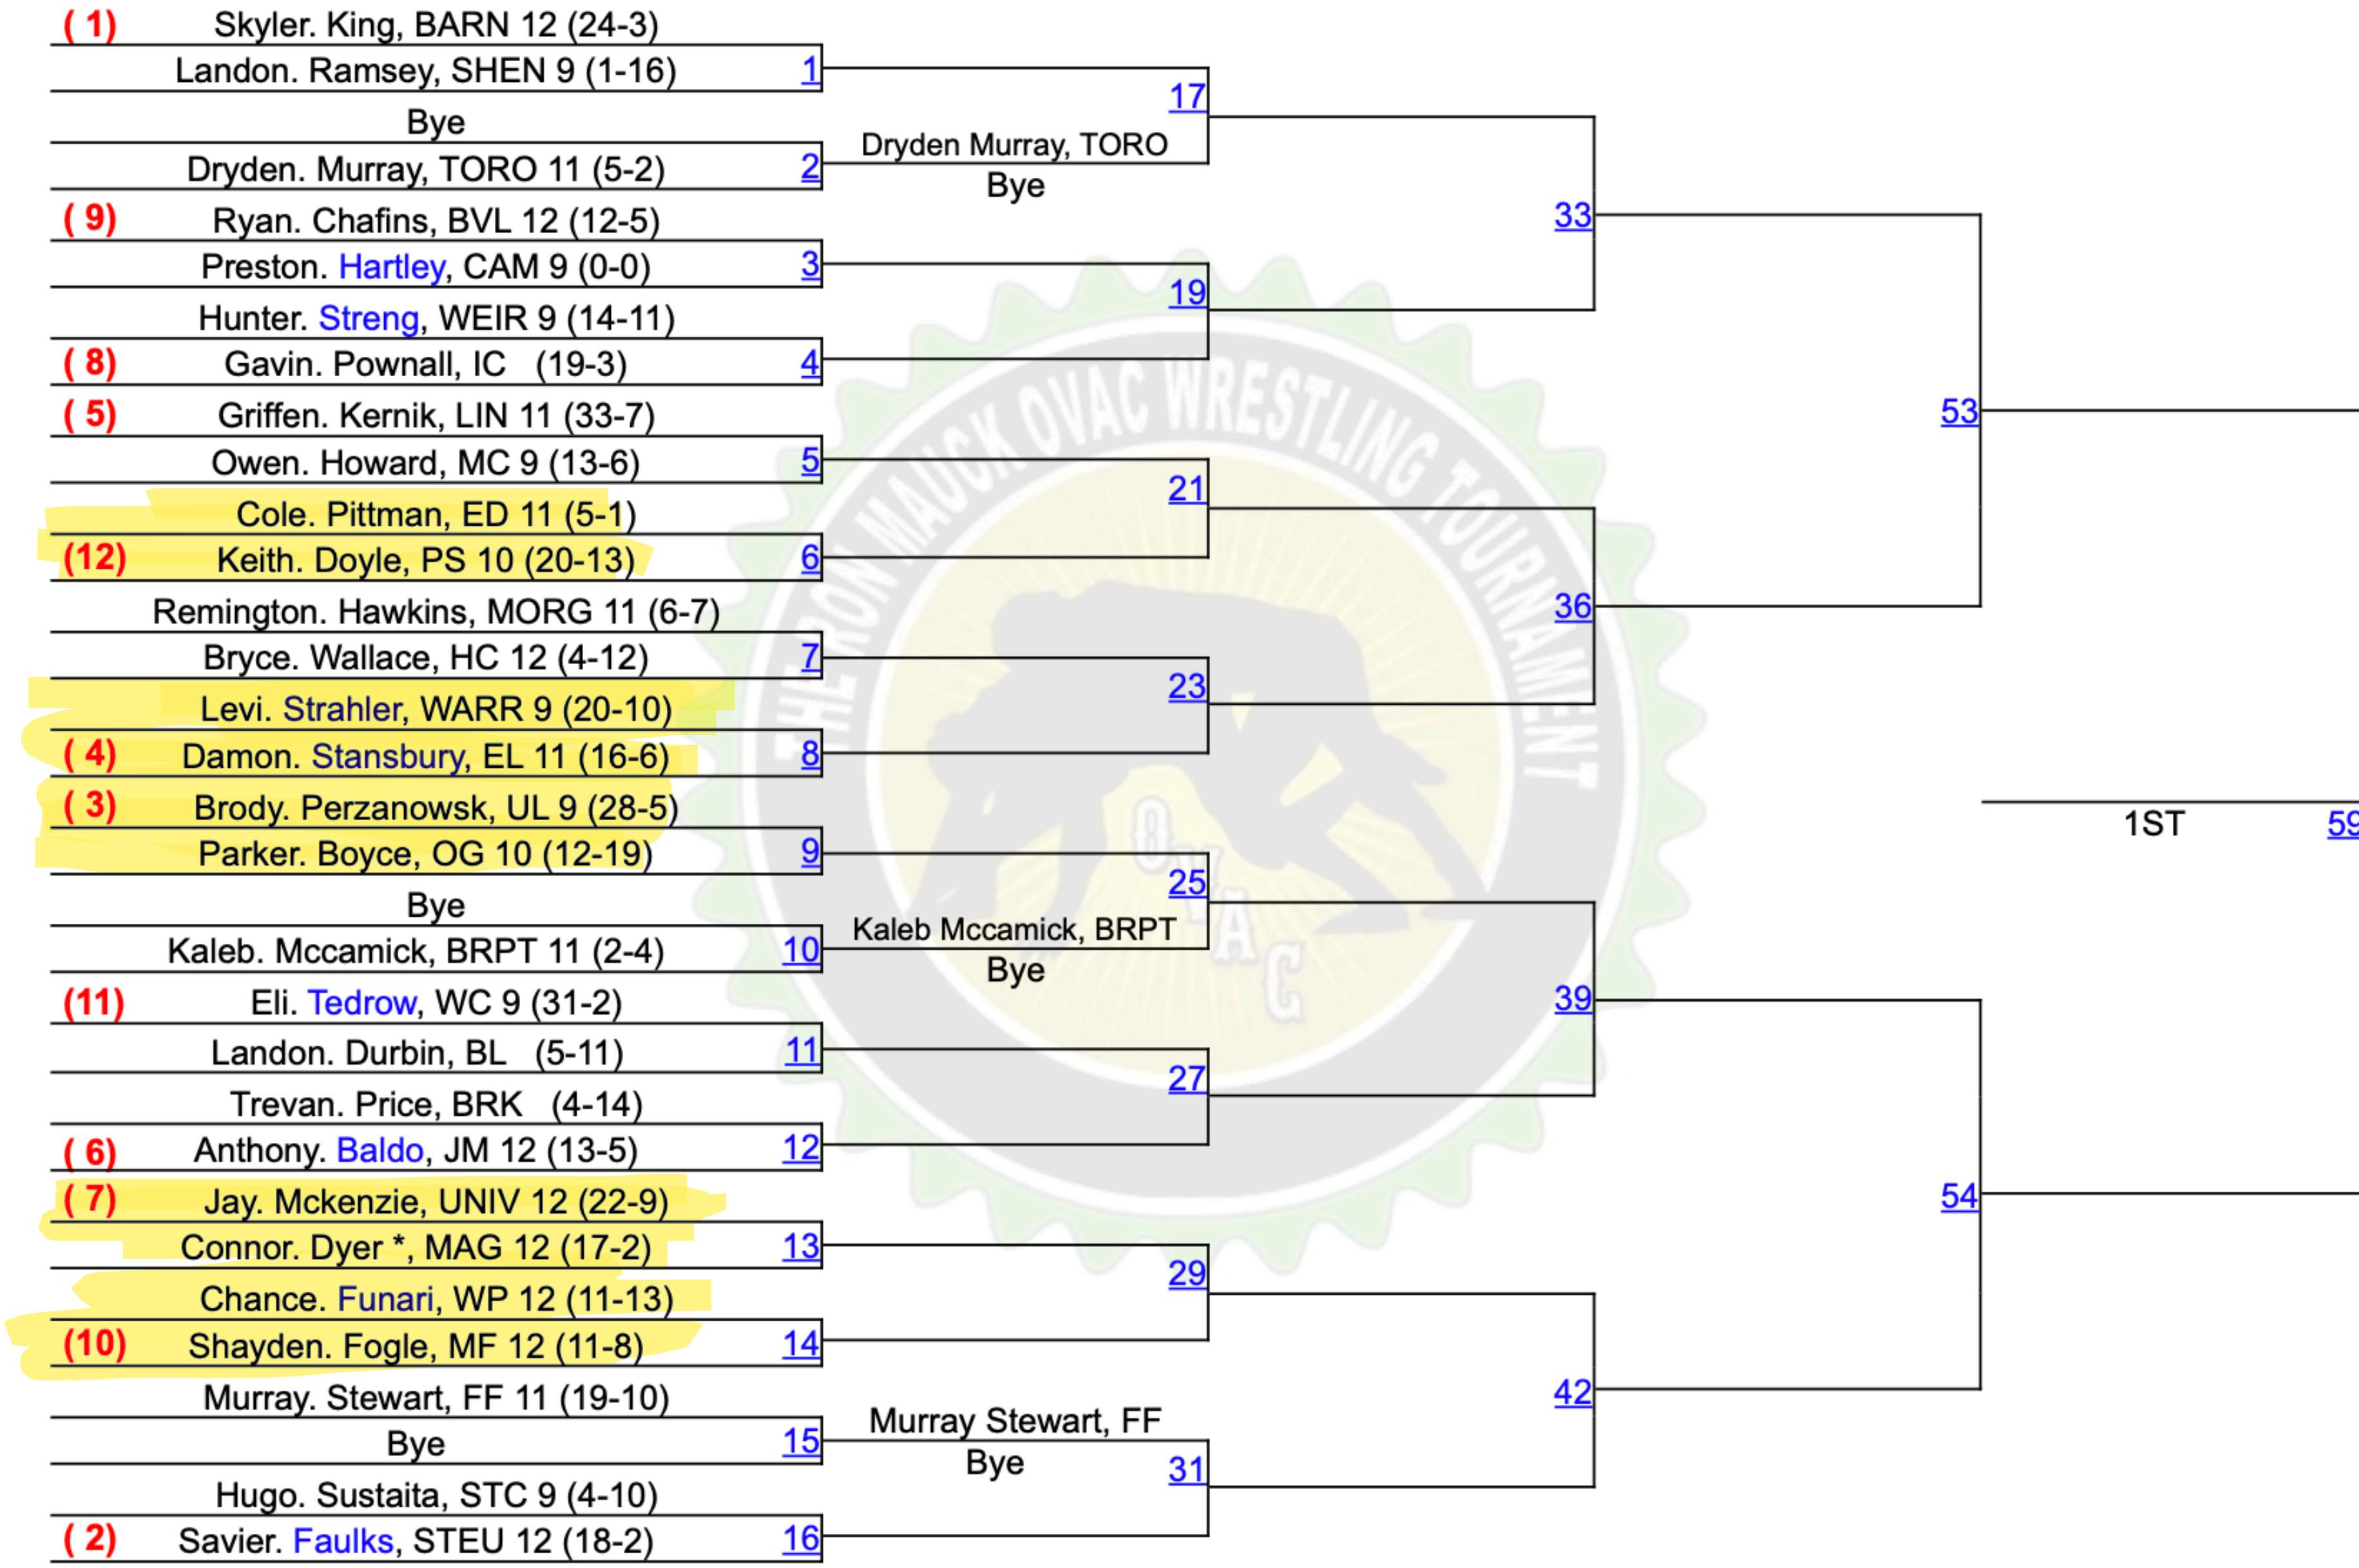 (1) Skyler. King, BARN 12 (24-3)
Landon. Ramsey, SHEN 9 (1-16) 1
17
Bye
Dryden Murray, TORO
Dryden. Murray, TORO 11 (5-2) 2
Bye
(9) Ryan. Chafins, BVL 12 (12-5)
33
Preston. Hartley, CAM 9 (0-0) 3
19
Hunter. Streng, WEIR 9 (14-11)
(8) Gavin. Pownall, IC (19-3) 4
(5) Griffen. Kernik, LIN 11 (33-7)
53
Owen. Howard, MC 9 (13-6) 5
21
Cole. Pittman, ED 11 (5-1)
(12) Keith. Doyle, PS 10 (20-13) 6
Remington. Hawkins, MORG 11 (6-7)
36
Bryce. Wallace, HC 12 (4-12) 7
23
Levi. Strahler, WARR 9 (20-10)
(4) Damon. Stansbury, EL 11 (16-6) 8
(3) Brody. Perzanowsk, UL 9 (28-5)
1ST 59
Parker. Boyce, OG 10 (12-19) 9
25
Bye
Kaleb Mccamick, BRPT
Kaleb. Mccamick, BRPT 11 (2-4) 10
Bye
(11) Eli. Tedrow, WC 9 (31-2)
39
Landon. Durbin, BL (5-11) 11
27
Trevan. Price, BRK (4-14)
(6) Anthony. Baldo, JM 12 (13-5) 12
(7) Jay. Mckenzie, UNIV 12 (22-9)
54
Connor. Dyer *, MAG 12 (17-2) 13
29
Chance. Funari, WP 12 (11-13)
(10) Shayden. Fogle, MF 12 (11-8) 14
Murray. Stewart, FF 11 (19-10)
42
Murray Stewart, FF
Bye 15
Bye
31
Hugo. Sustaita, STC 9 (4-10)
(2) Savier. Faulks, STEU 12 (18-2) 16
THE RON MAUCK OVAC WRESTLING TOURNAMENT
OVAC